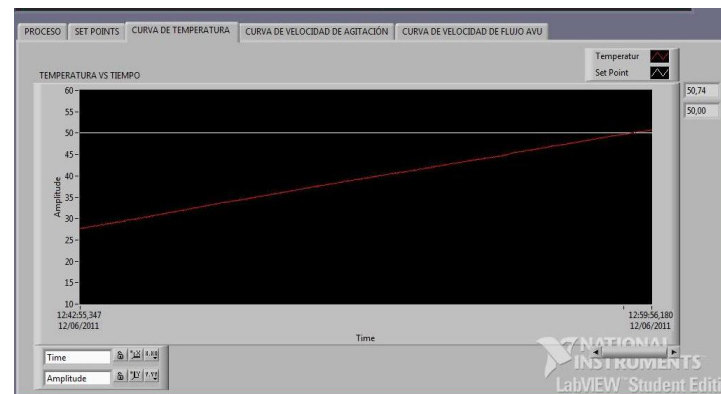 PROCESO SET POINTS CURVA DE TEMPERATURA CURVA DE VELOCIDAD DE AGITACIÓN CURVA DE VELOCIDAD DE FLUJO AVU
Temperatur
Set Point
TEMPERATURA VS TIEMPO
50,74
50,00
Amplitude
60
55
50
45
40
35
30
25
20
15
10
12:42:55,347
12/06/2011
12:59:56,180
12/06/2011
Time
Time
Amplitude
NATIONAL
INSTRUMENTS
LabVIEW Student Editi